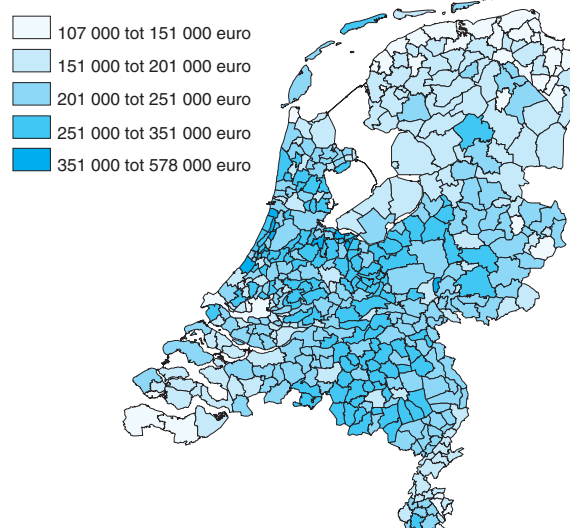 107 000 tot 151 000 euro
151 000 tot 201 000 euro
201 000 tot 251 000 euro
251 000 tot 351 000 euro
351 000 tot 578 000 euro